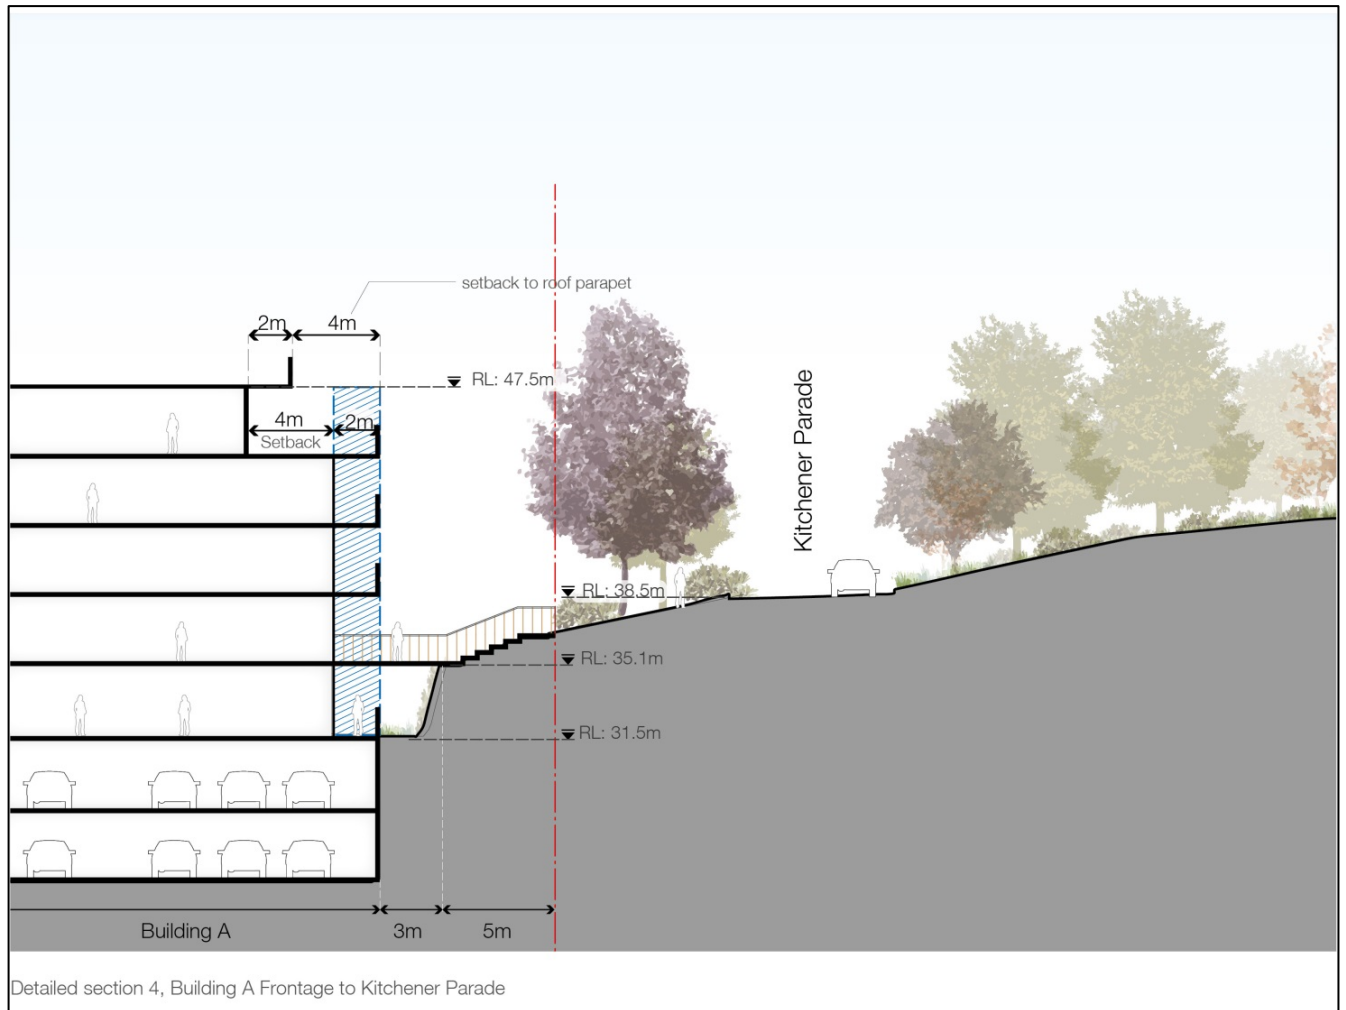 setback to roof parapet
2m
4m
RL: 47.5m
4m
2m
Setback
Kitchener Parade
RL: 38.5m
RL: 35.1m
RL: 31.5m
Building A
3m
5m
Detailed section 4, Building A Frontage to Kitchener Parade